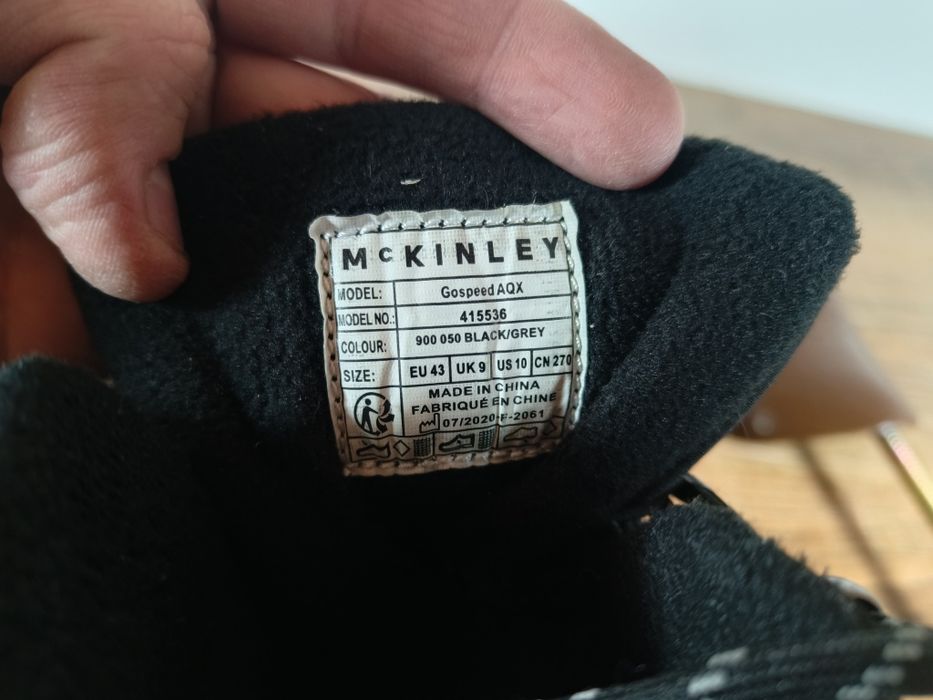 McKINLEY
MODEL: Gospeed AQX
MODEL NO.: 415536
COLOUR: 900 050 BLACK/GREY
SIZE: EU 43 UK 9 US 10 CN 270
MADE IN CHINA
FABRIQUÉ EN CHINE
07/2020-F-2061